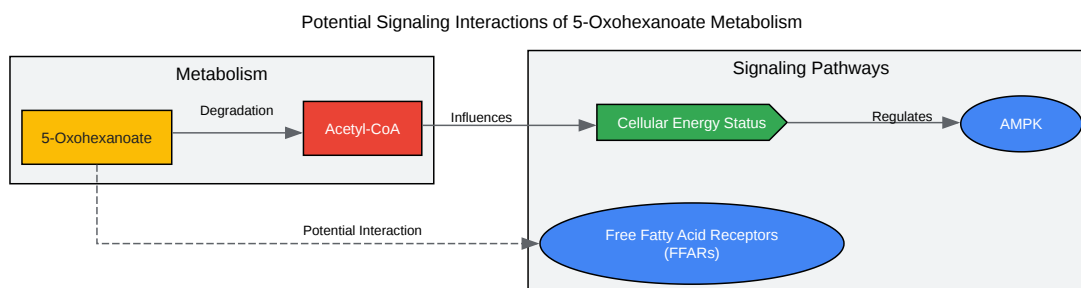 Potential Signaling Interactions of 5-Oxohexanoate Metabolism
Metabolism
Signaling Pathways
5-Oxohexanoate
Degradation
Acetyl-CoA
Influences
Cellular Energy Status
Regulates
AMPK
Potential Interaction
Free Fatty Acid Receptors
(FFARs)